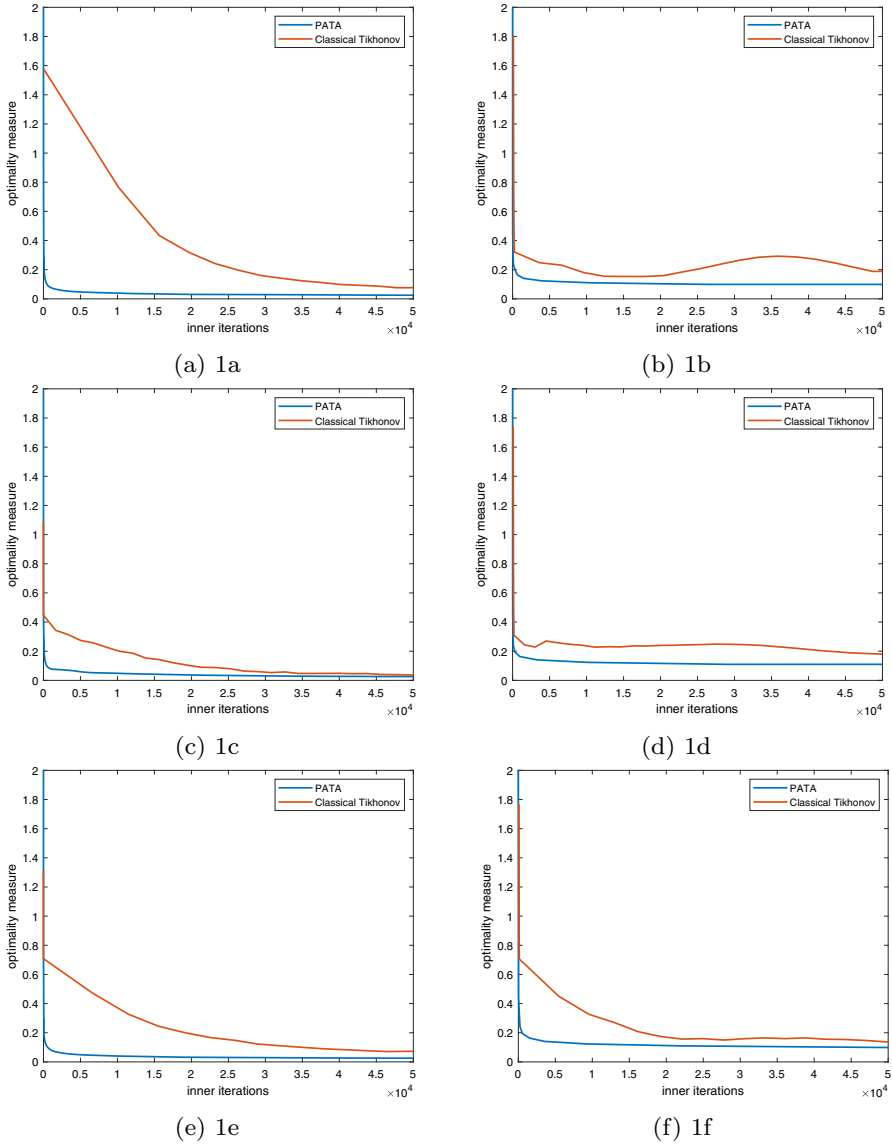 2
1.8
1.6
1.4
1.2
1
0.8
0.6
0.4
0.2
0
optimality measure
PATA
Classical Tikhonov
0 0.5 1 1.5 2 2.5 3 3.5 4 4.5 5
inner iterations
×10^4
(a) 1a
2
1.8
1.6
1.4
1.2
1
0.8
0.6
0.4
0.2
0
optimality measure
PATA
Classical Tikhonov
0 0.5 1 1.5 2 2.5 3 3.5 4 4.5 5
inner iterations
×10^4
(b) 1b
2
1.8
1.6
1.4
1.2
1
0.8
0.6
0.4
0.2
0
optimality measure
PATA
Classical Tikhonov
0 0.5 1 1.5 2 2.5 3 3.5 4 4.5 5
inner iterations
×10^4
(c) 1c
2
1.8
1.6
1.4
1.2
1
0.8
0.6
0.4
0.2
0
optimality measure
PATA
Classical Tikhonov
0 0.5 1 1.5 2 2.5 3 3.5 4 4.5 5
inner iterations
×10^4
(d) 1d
2
1.8
1.6
1.4
1.2
1
0.8
0.6
0.4
0.2
0
optimality measure
PATA
Classical Tikhonov
0 0.5 1 1.5 2 2.5 3 3.5 4 4.5 5
inner iterations
×10^4
(e) 1e
2
1.8
1.6
1.4
1.2
1
0.8
0.6
0.4
0.2
0
optimality measure
PATA
Classical Tikhonov
0 0.5 1 1.5 2 2.5 3 3.5 4 4.5 5
inner iterations
×10^4
(f) 1f